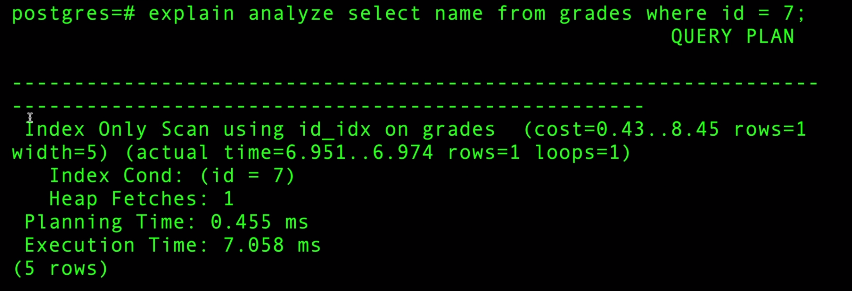 postgres=# explain analyze select name from grades where id = 7;
QUERY PLAN
-----------------------------------------------------------------
---------------------------------------------------
Index Only Scan using id_idx on grades  (cost=0.43..8.45 rows=1
width=5) (actual time=6.951..6.974 rows=1 loops=1)
Index Cond: (id = 7)
Heap Fetches: 1
Planning Time: 0.455 ms
Execution Time: 7.058 ms
(5 rows)